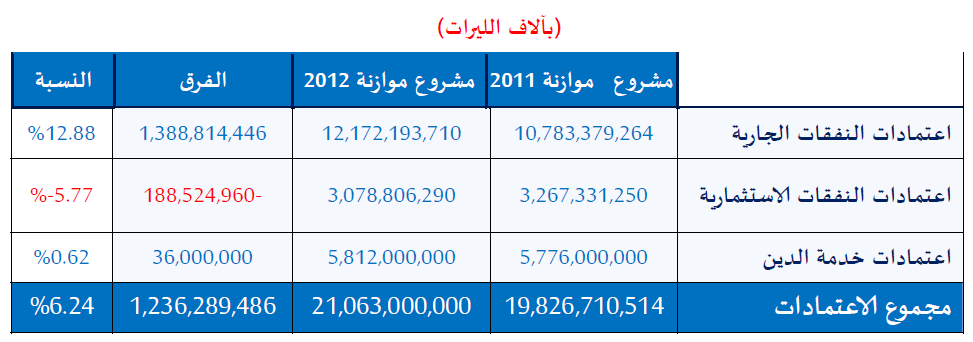 (بآلاف الليرات)
مشروع موازنة 2011 مشروع موازنة 2012 الفرق النسبة
اعتمادات النفقات الجارية 10,783,379,264 12,172,193,710 1,388,814,446 %12.88
اعتمادات النفقات الاستثمارية 3,267,331,250 3,078,806,290 188,524,960- %-5.77
اعتمادات خدمة الدين 5,776,000,000 5,812,000,000 36,000,000 %0.62
مجموع الاعتمادات 19,826,710,514 21,063,000,000 1,236,289,486 %6.24